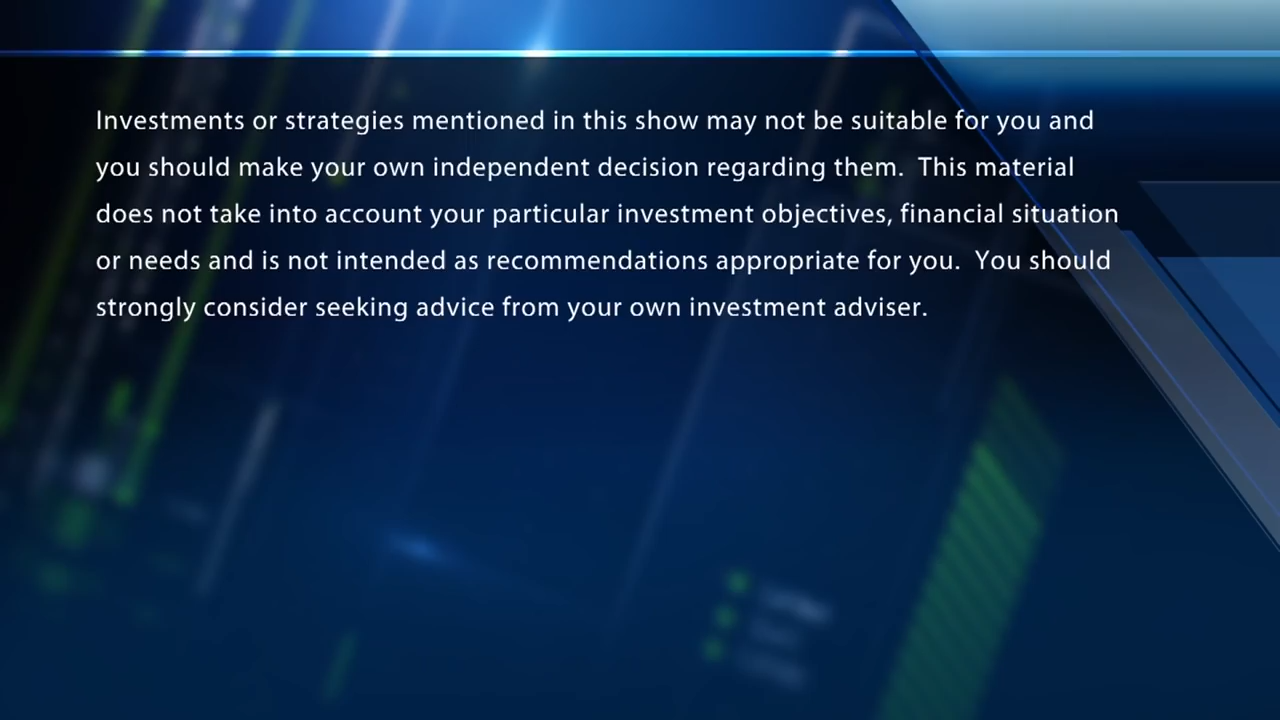 Investments or strategies mentioned in this show may not be suitable for you and
you should make your own independent decision regarding them.  This material
does not take into account your particular investment objectives, financial situation
or needs and is not intended as recommendations appropriate for you.  You should
strongly consider seeking advice from your own investment adviser.